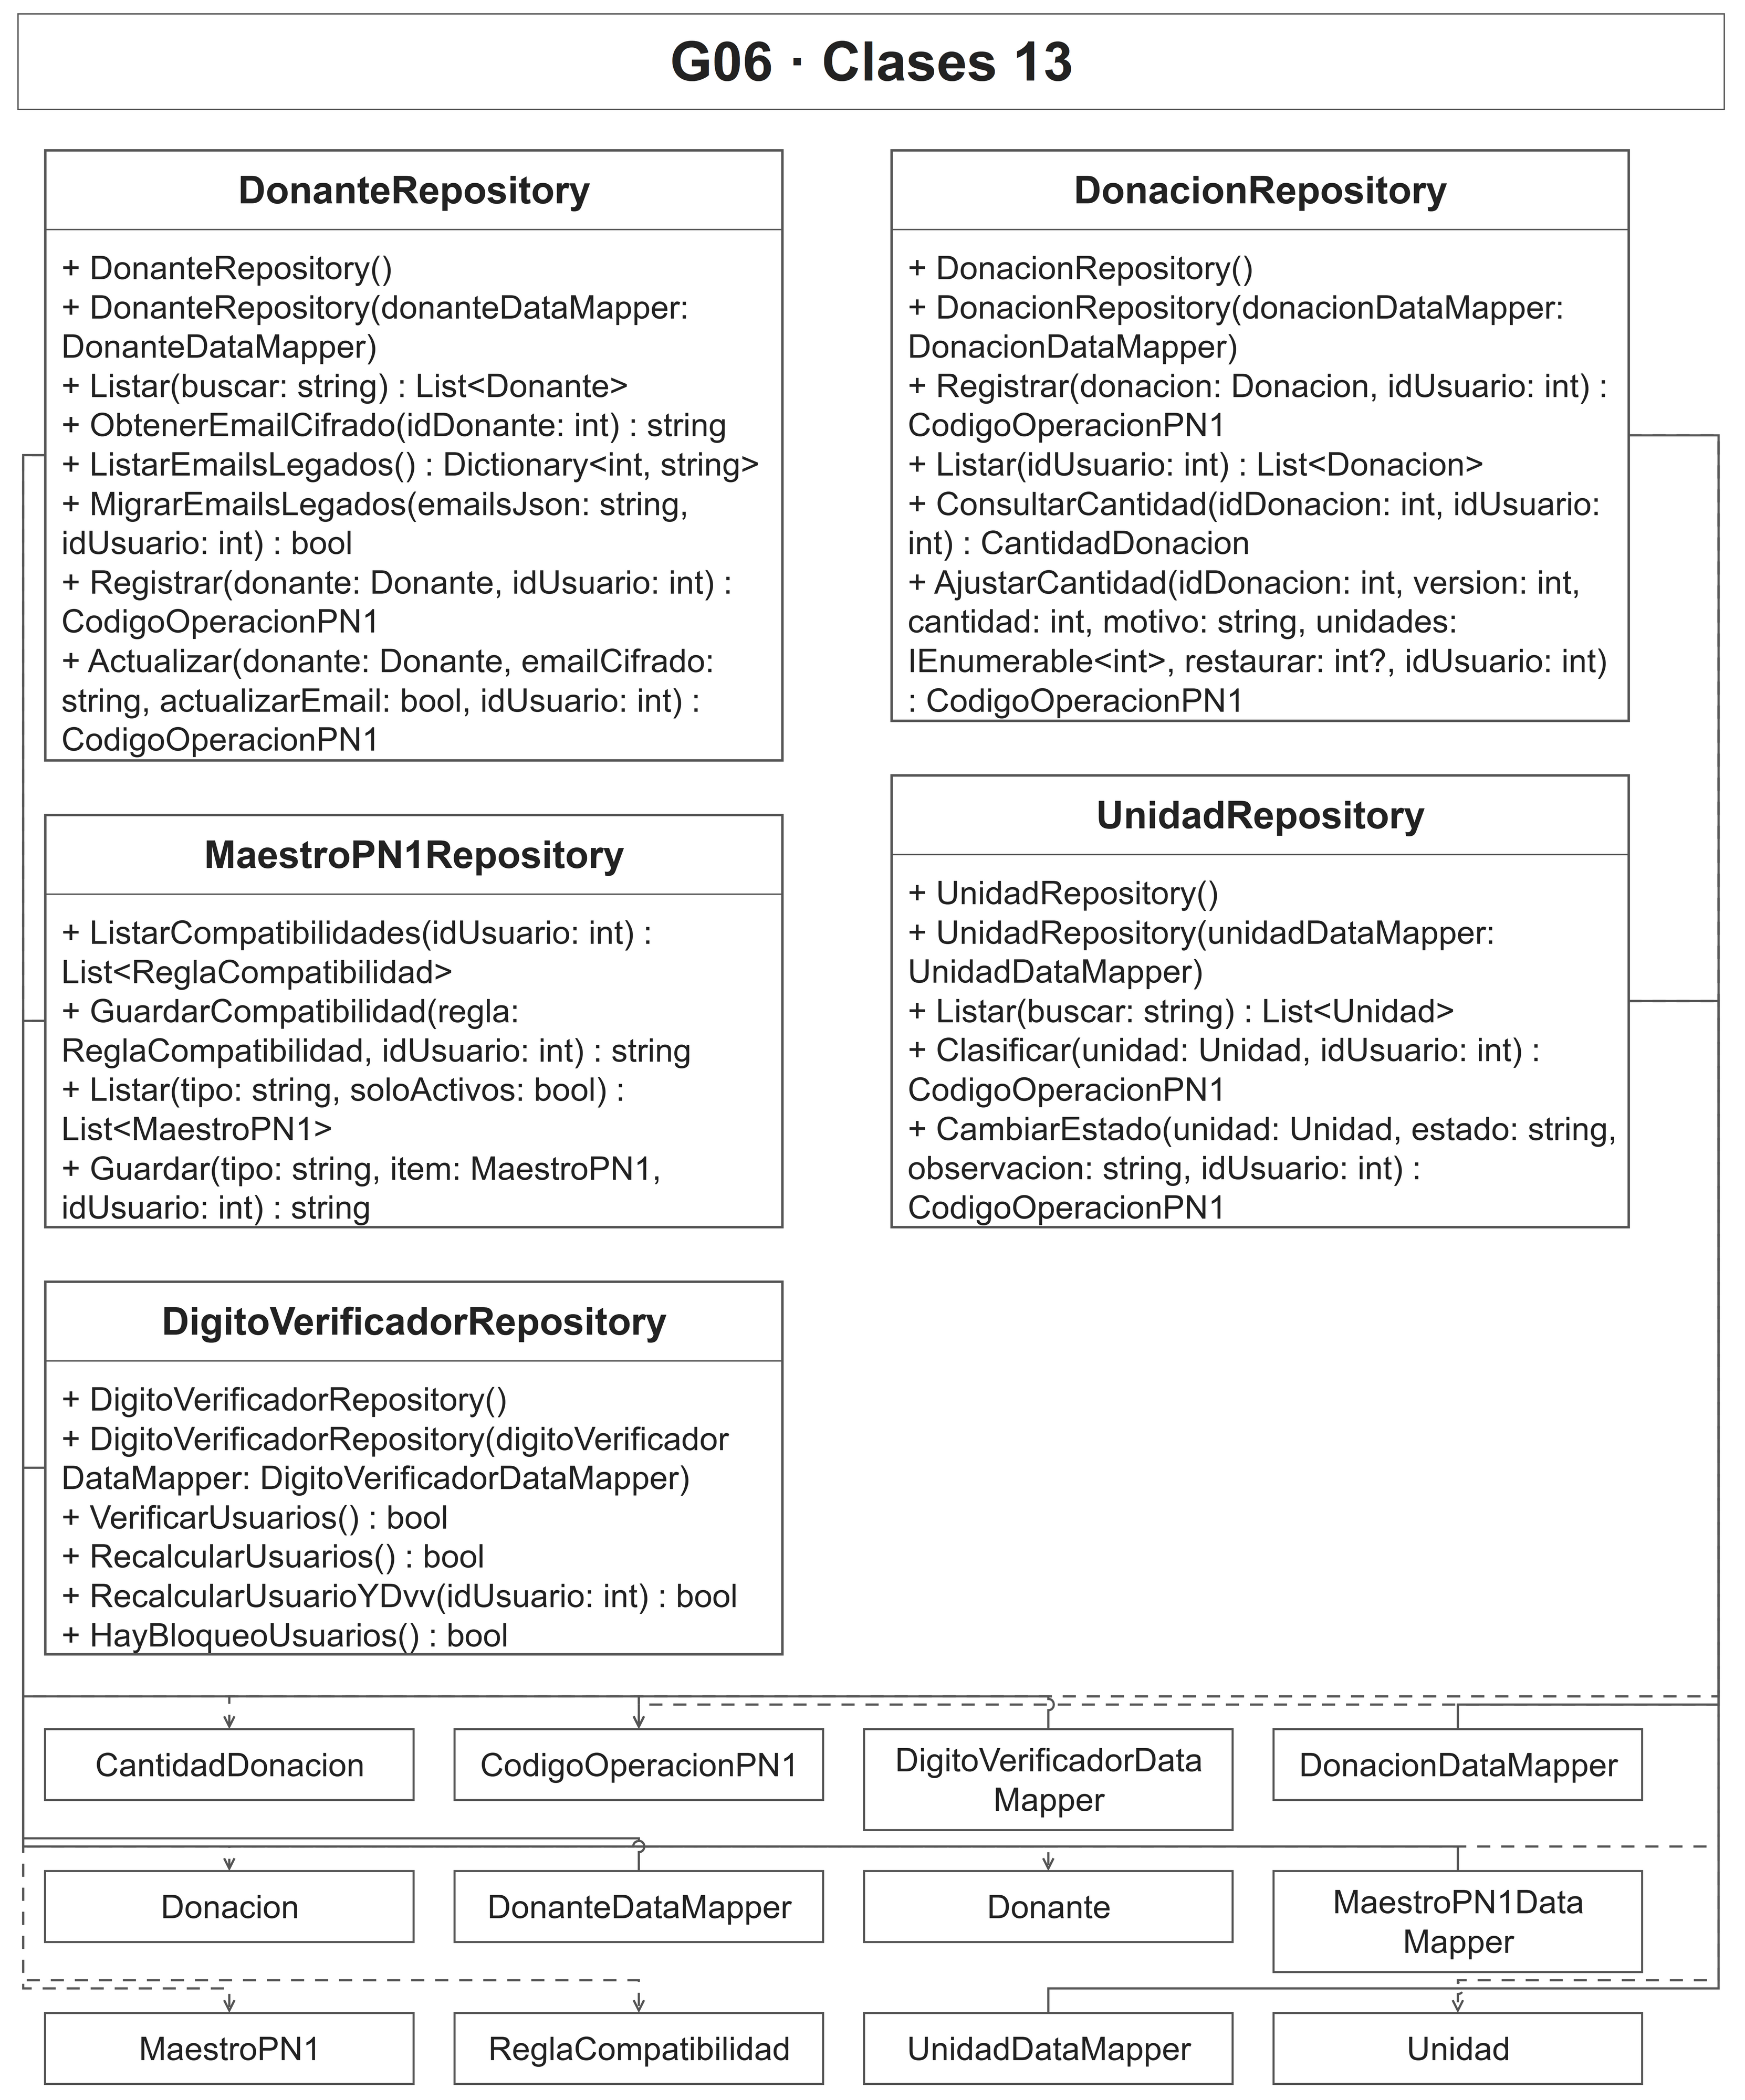 G06 · Clases 13
DonanteRepository
+ DonanteRepository()
+ DonanteRepository(donanteDataMapper:
DonanteDataMapper)
+ Listar(buscar: string) : List<Donante>
+ ObtenerEmailCifrado(idDonante: int) : string
+ ListarEmailsLegados() : Dictionary<int, string>
+ MigrarEmailsLegados(emailsJson: string,
idUsuario: int) : bool
+ Registrar(donante: Donante, idUsuario: int) :
CodigoOperacionPN1
+ Actualizar(donante: Donante, emailCifrado:
string, actualizarEmail: bool, idUsuario: int) :
CodigoOperacionPN1
DonacionRepository
+ DonacionRepository()
+ DonacionRepository(donacionDataMapper:
DonacionDataMapper)
+ Registrar(donacion: Donacion, idUsuario: int) :
CodigoOperacionPN1
+ Listar(idUsuario: int) : List<Donacion>
+ ConsultarCantidad(idDonacion: int, idUsuario:
int) : CantidadDonacion
+ AjustarCantidad(idDonacion: int, version: int,
cantidad: int, motivo: string, unidades:
IEnumerable<int>, restaurar: int?, idUsuario: int)
: CodigoOperacionPN1
MaestroPN1Repository
+ ListarCompatibilidades(idUsuario: int) :
List<ReglaCompatibilidad>
+ GuardarCompatibilidad(regla:
ReglaCompatibilidad, idUsuario: int) : string
+ Listar(tipo: string, soloActivos: bool) :
List<MaestroPN1>
+ Guardar(tipo: string, item: MaestroPN1,
idUsuario: int) : string
UnidadRepository
+ UnidadRepository()
+ UnidadRepository(unidadDataMapper:
UnidadDataMapper)
+ Listar(buscar: string) : List<Unidad>
+ Clasificar(unidad: Unidad, idUsuario: int) :
CodigoOperacionPN1
+ CambiarEstado(unidad: Unidad, estado: string,
observacion: string, idUsuario: int) :
CodigoOperacionPN1
DigitoVerificadorRepository
+ DigitoVerificadorRepository()
+ DigitoVerificadorRepository(digitoVerificador
DataMapper: DigitoVerificadorDataMapper)
+ VerificarUsuarios() : bool
+ RecalcularUsuarios() : bool
+ RecalcularUsuarioYDvv(idUsuario: int) : bool
+ HayBloqueoUsuarios() : bool
CantidadDonacion
CodigoOperacionPN1
DigitoVerificadorData
Mapper
DonacionDataMapper
Donacion
DonanteDataMapper
Donante
MaestroPN1Data
Mapper
MaestroPN1
ReglaCompatibilidad
UnidadDataMapper
Unidad